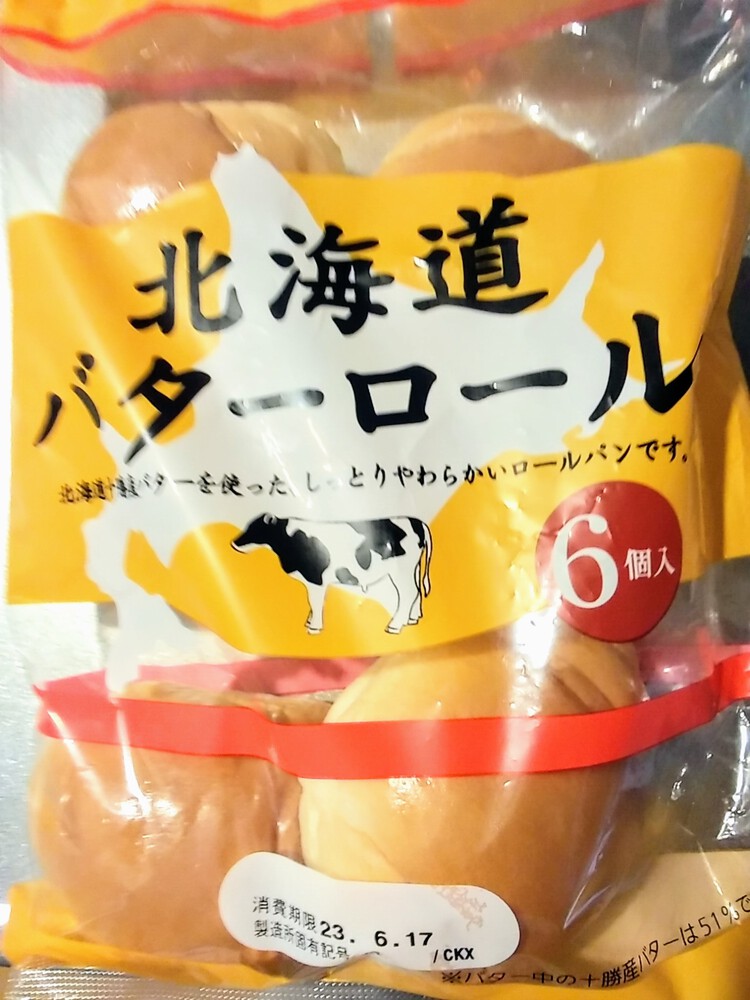 北海道
バターロール
北海道十勝産バターを使った、しっとりやわらかいロールパンです。
6個入
消費期限 23. 6.17
製造所固有記号 /CKX
※バター中の十勝産バターは51%で